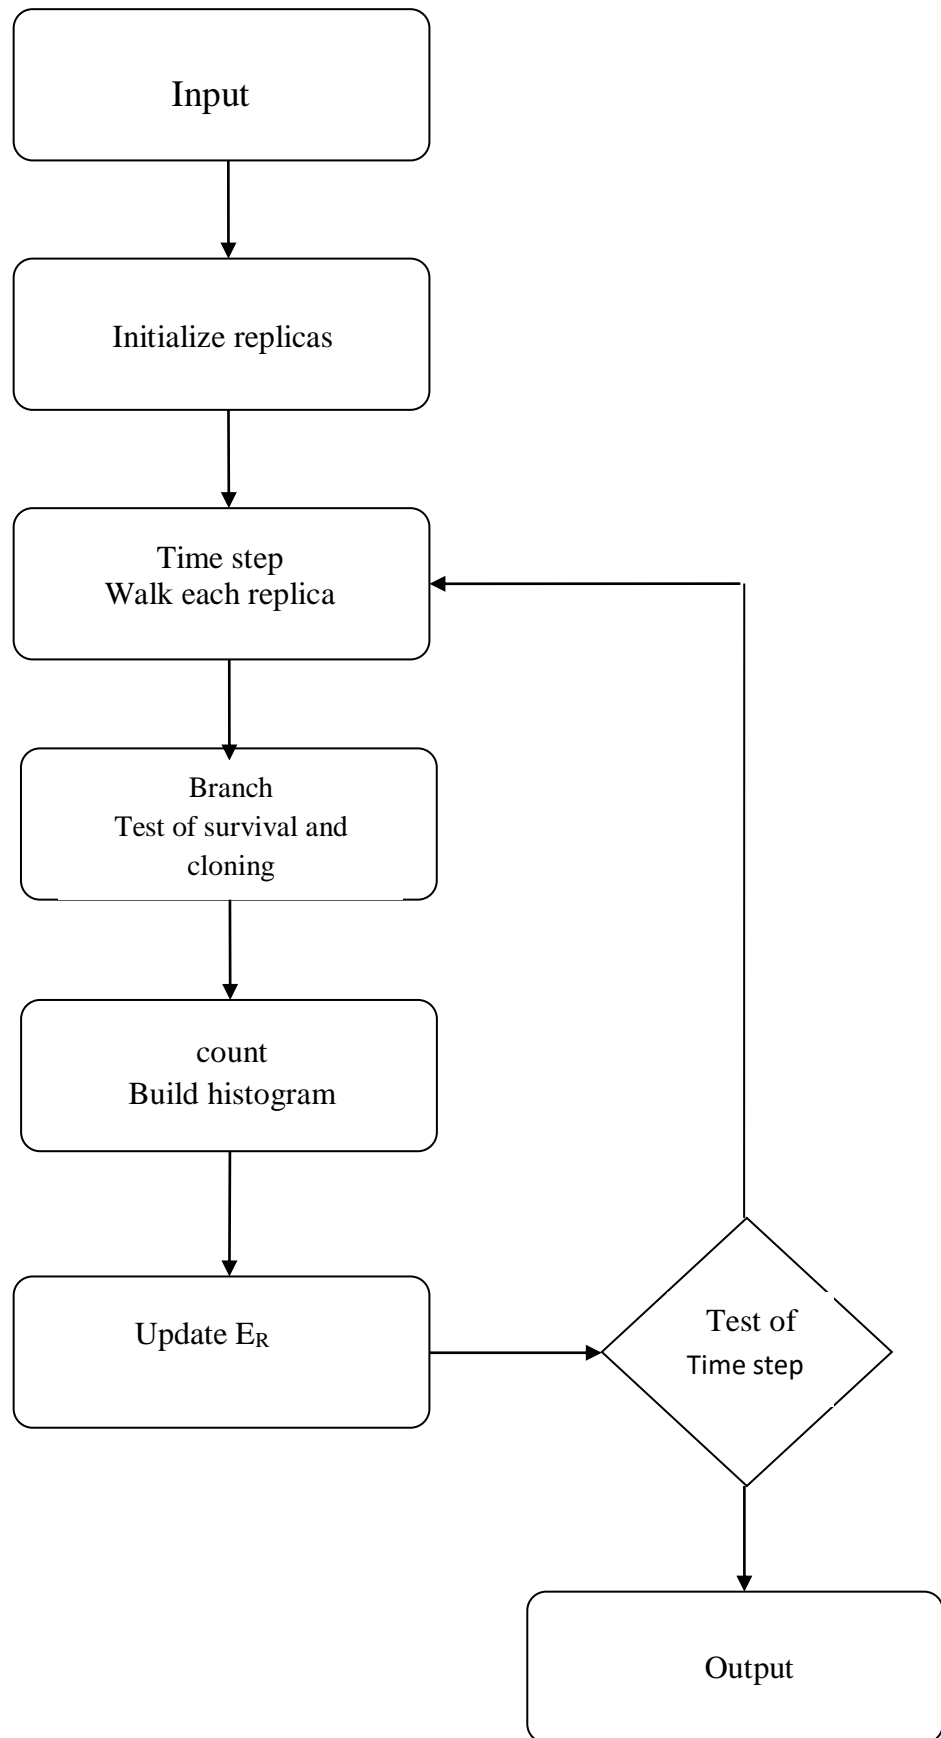 Input
Initialize replicas
Time step
Walk each replica
Branch
Test of survival and
cloning
count
Build histogram
Update E_R
Test of
Time step
Output